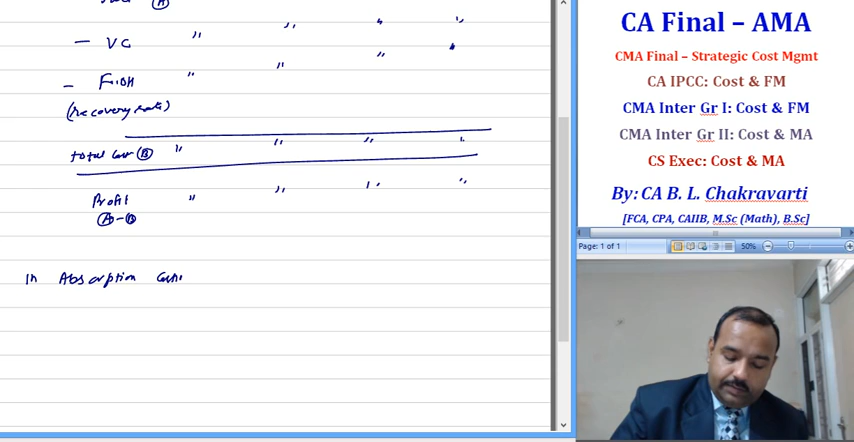 Ⓐ
— VC " " " "
— F.OH " " "
(recovery rate)
Total Cost Ⓑ " " " "
Profit " " " "
Ⓐ-Ⓑ
In Absorption
CA Final – AMA
CMA Final – Strategic Cost Mgmt
CA IPCC: Cost & FM
CMA Inter Gr I: Cost & FM
CMA Inter Gr II: Cost & MA
CS Exec: Cost & MA
By: CA B. L. Chakravarti
[FCA, CPA, CAIIB, M.Sc (Math), B.Sc]
Page: 1 of 1 50%